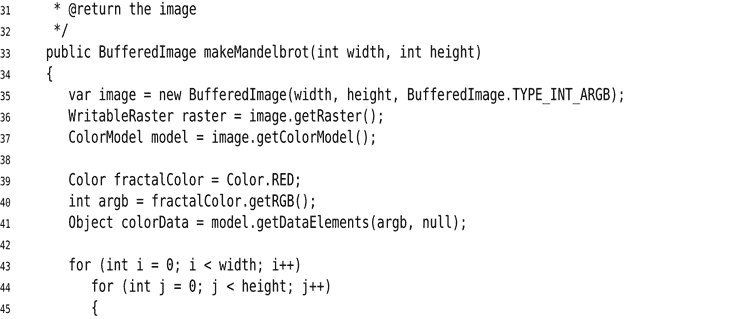 31      * @return the image
32      */
33     public BufferedImage makeMandelbrot(int width, int height)
34     {
35        var image = new BufferedImage(width, height, BufferedImage.TYPE_INT_ARGB);
36        WritableRaster raster = image.getRaster();
37        ColorModel model = image.getColorModel();
38
39        Color fractalColor = Color.RED;
40        int argb = fractalColor.getRGB();
41        Object colorData = model.getDataElements(argb, null);
42
43        for (int i = 0; i < width; i++)
44           for (int j = 0; j < height; j++)
45           {